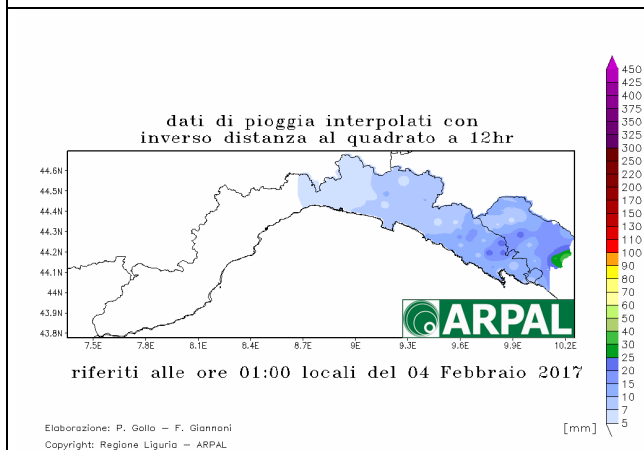 dati di pioggia interpolati con
inverso distanza al quadrato a 12hr
44.6N
44.5N
44.4N
44.3N
44.2N
44.1N
44N
43.9N
43.8N
7.5E 7.8E 8.1E 8.4E 8.7E 9E 9.3E 9.6E 9.9E 10.2E
ARPAL
450
425
400
375
325
300
250
220
200
170
150
130
110
100
90
80
70
60
50
40
30
25
20
15
10
7
5
[mm]
riferiti alle ore 01:00 locali del 04 Febbraio 2017
Elaborazione: P. Gollo – F. Giannoni
Copyright: Regione Liguria – ARPAL